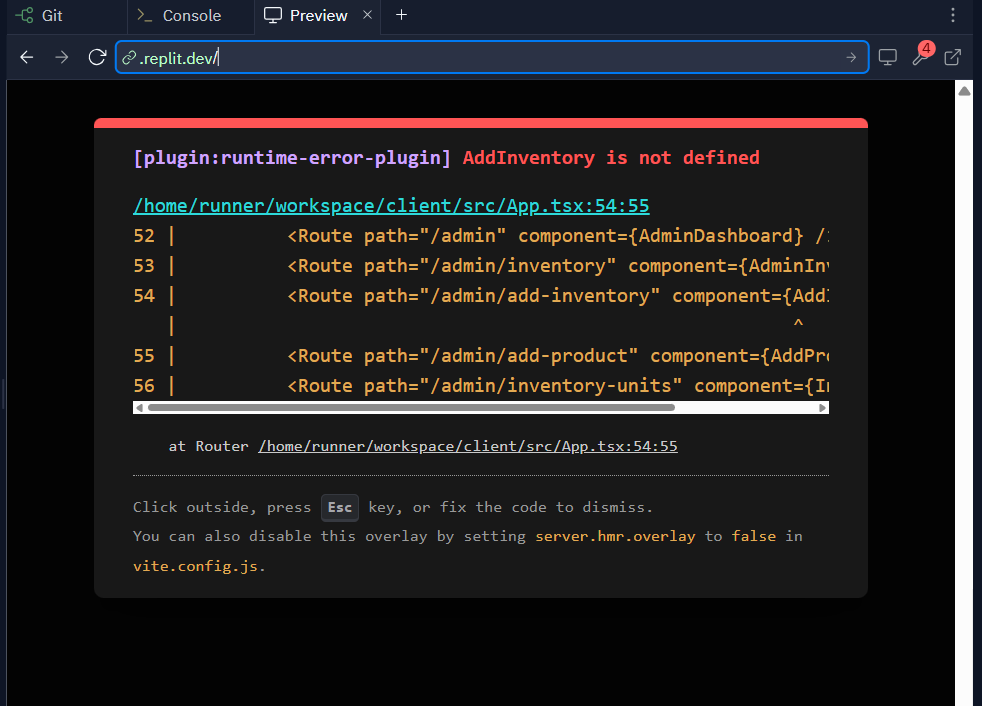 Git
Console
Preview
.replit.dev/
4
[plugin:runtime-error-plugin] AddInventory is not defined
/home/runner/workspace/client/src/App.tsx:54:55
52 | <Route path="/admin" component={AdminDashboard} /
53 | <Route path="/admin/inventory" component={AdminInv
54 | <Route path="/admin/add-inventory" component={AddI
| ^
55 | <Route path="/admin/add-product" component={AddPro
56 | <Route path="/admin/inventory-units" component={In
at Router /home/runner/workspace/client/src/App.tsx:54:55
Click outside, press Esc key, or fix the code to dismiss.
You can also disable this overlay by setting server.hmr.overlay to false in
vite.config.js.